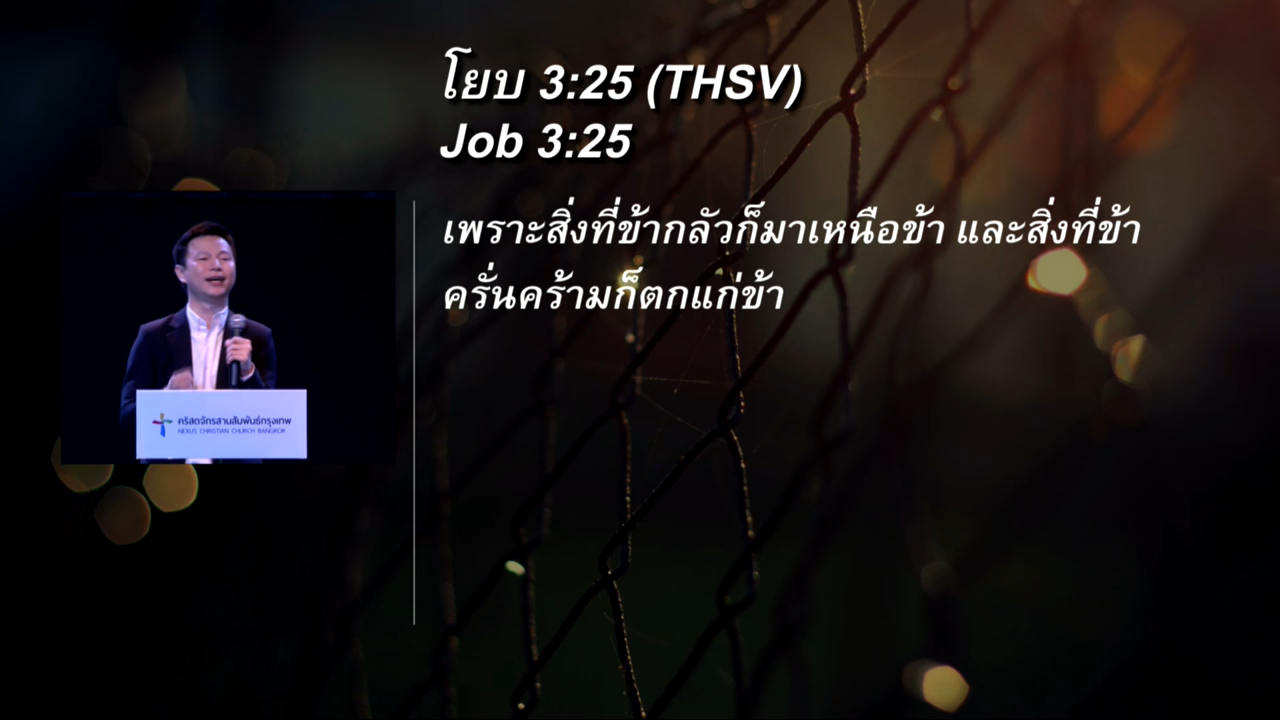 โยบ 3:25 (THSV)
Job 3:25
เพราะสิ่งที่ข้ากลัวก็มาเหนือข้า และสิ่งที่ข้า
ครั่นคร้ามก็ตกแก่ข้า
คริสตจักรสานสัมพันธ์กรุงเทพ
NEXUS CHRISTIAN CHURCH BANGKOK